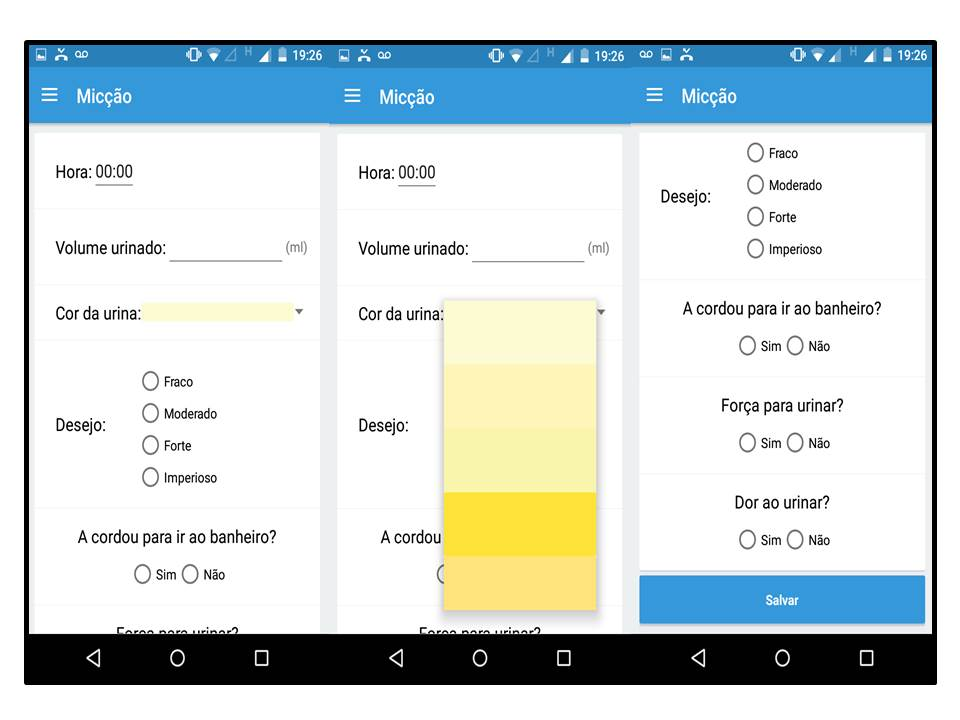 H 19:26
Micção
Hora: 00:00
Volume urinado: (ml)
Cor da urina:
Desejo:
Fraco
Moderado
Forte
Imperioso
A cordou para ir ao banheiro?
Sim Não
Força para urinar?
H 19:26
Micção
Hora: 00:00
Volume urinado: (ml)
Cor da urina:
Desejo:
A cordou
Força para urinar?
H 19:26
Micção
Desejo:
Fraco
Moderado
Forte
Imperioso
A cordou para ir ao banheiro?
Sim Não
Força para urinar?
Sim Não
Dor ao urinar?
Sim Não
Salvar